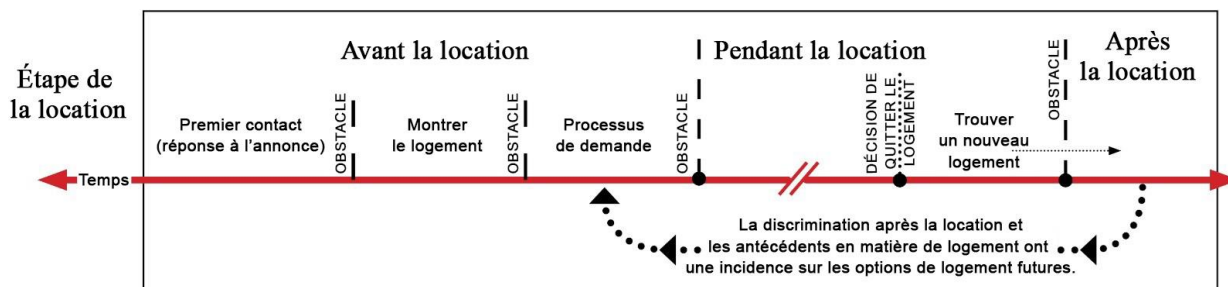 Étape de
la location
Avant la location
Pendant la location
Après
la location
Premier contact
(réponse à l'annonce)
OBSTACLE
Montrer
le logement
OBSTACLE
Processus
de demande
OBSTACLE
DÉCISION DE
QUITTER LE
LOGEMENT
Trouver
un nouveau
logement
OBSTACLE
Temps
La discrimination après la location et
les antécédents en matière de logement ont
une incidence sur les options de logement futures.